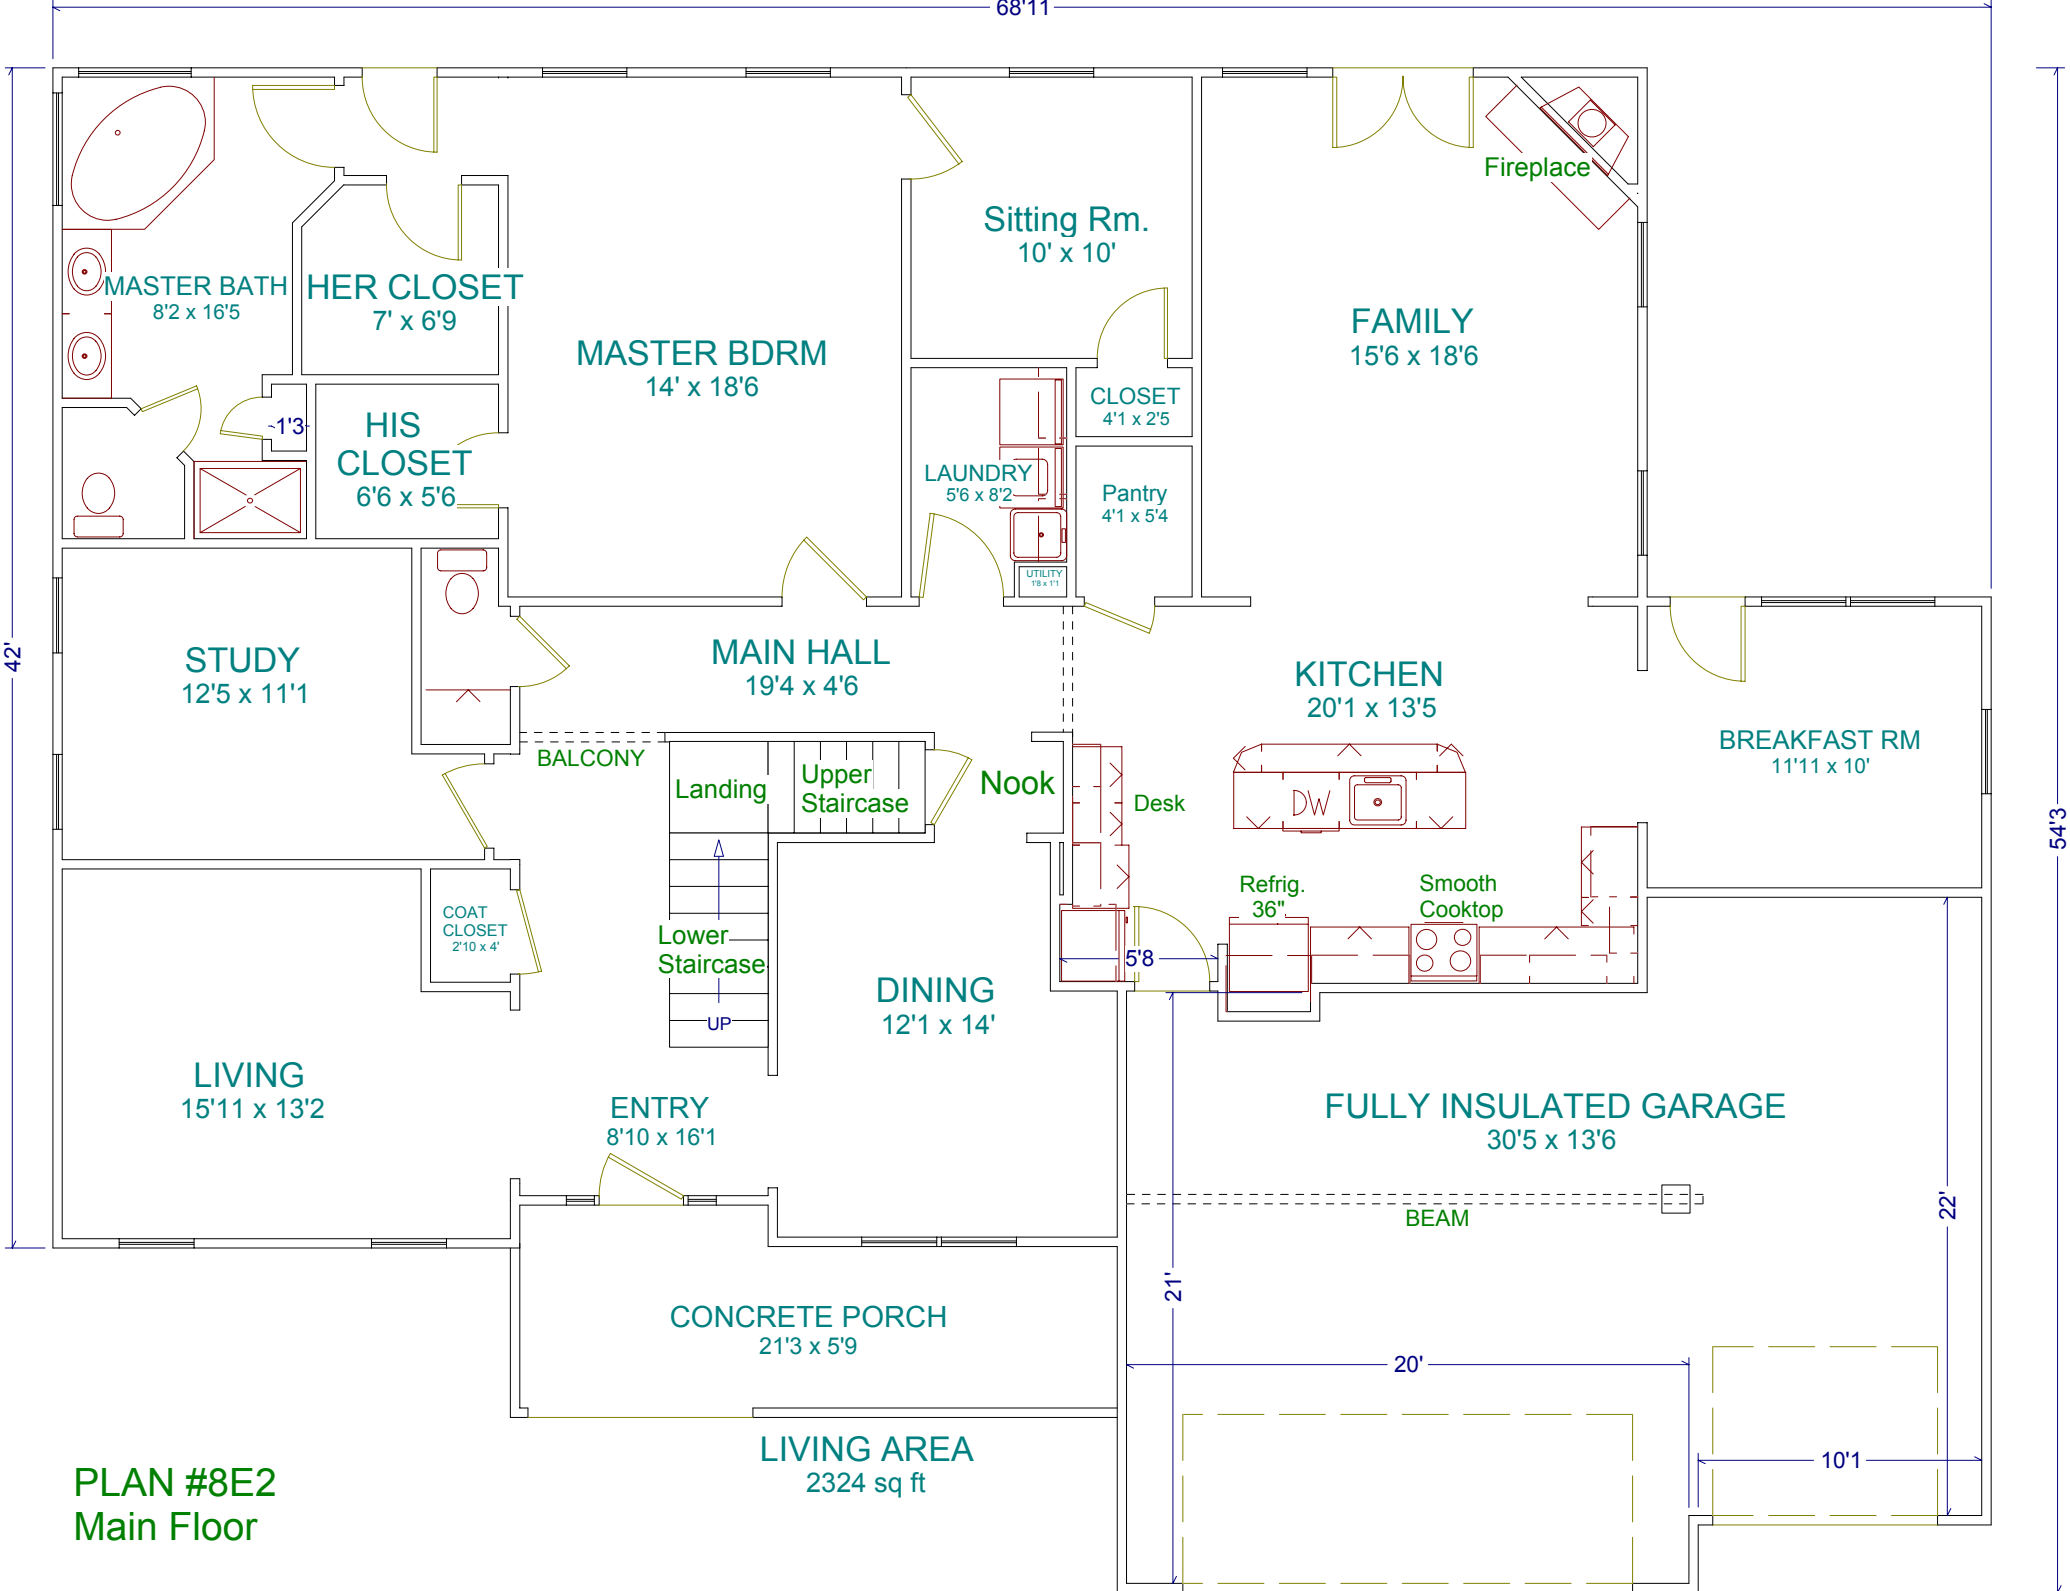 68'11
Fireplace
Sitting Rm.
10' x 10'
MASTER BATH
8'2 x 16'5
HER CLOSET
7' x 6'9
MASTER BDRM
14' x 18'6
FAMILY
15'6 x 18'6
CLOSET
4'1 x 2'5
1'3
HIS
CLOSET
6'6 x 5'6
LAUNDRY
5'6 x 8'2
Pantry
4'1 x 5'4
UTILITY
1'8 x 1'1
42'
STUDY
12'5 x 11'1
MAIN HALL
19'4 x 4'6
KITCHEN
20'1 x 13'5
BREAKFAST RM
11'11 x 10'
BALCONY
Landing
Upper
Staircase
Nook
Desk
DW
54'3
Refrig.
36"
Smooth
Cooktop
COAT
CLOSET
2'10 x 4'
Lower
Staircase
5'8
DINING
12'1 x 14'
UP
LIVING
15'11 x 13'2
ENTRY
8'10 x 16'1
FULLY INSULATED GARAGE
30'5 x 13'6
BEAM
22'
21'
CONCRETE PORCH
21'3 x 5'9
20'
LIVING AREA
2324 sq ft
10'1
PLAN #8E2
Main Floor